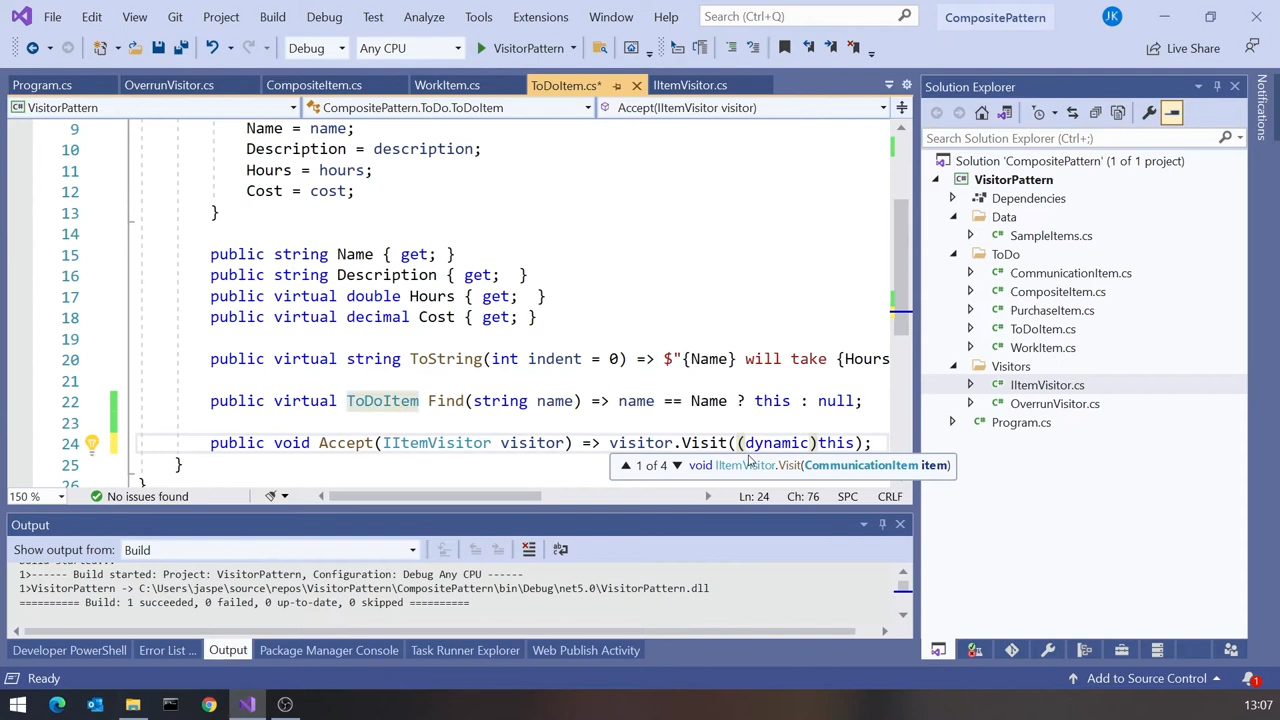 File Edit View Git Project Build Debug Test Analyze Tools Extensions Window Help Search (Ctrl+Q) CompositePattern JK
Debug Any CPU VisitorPattern Live Share
Program.cs OverrunVisitor.cs CompositeItem.cs WorkItem.cs ToDoItem.cs* IItemVisitor.cs
VisitorPattern CompositePattern.ToDo.ToDoItem Accept(IItemVisitor visitor)
9 Name = name;
10 Description = description;
11 Hours = hours;
12 Cost = cost;
13 }
14
15 public string Name { get; }
16 public string Description { get; }
17 public virtual double Hours { get; }
18 public virtual decimal Cost { get; }
19
20 public virtual string ToString(int indent = 0) => $"{Name} will take {Hours
21
22 public virtual ToDoItem Find(string name) => name == Name ? this : null;
23
24 public void Accept(IItemVisitor visitor) => visitor.Visit((dynamic)this);
25 }
1 of 4 void IItemVisitor.Visit(CommunicationItem item)
150 % No issues found Ln: 24 Ch: 76 SPC CRLF
Output
Show output from: Build
Build started...
1>------ Build started: Project: VisitorPattern, Configuration: Debug Any CPU ------
1>VisitorPattern -> C:\Users\jaspe\source\repos\VisitorPattern\CompositePattern\bin\Debug\net5.0\VisitorPattern.dll
========== Build: 1 succeeded, 0 failed, 0 up-to-date, 0 skipped ==========
Developer PowerShell Error List ... Output Package Manager Console Task Runner Explorer Web Publish Activity
Solution Explorer
Search Solution Explorer (Ctrl+;)
Solution 'CompositePattern' (1 of 1 project)
VisitorPattern
Dependencies
Data
SampleItems.cs
ToDo
CommunicationItem.cs
CompositeItem.cs
PurchaseItem.cs
ToDoItem.cs
WorkItem.cs
Visitors
IItemVisitor.cs
OverrunVisitor.cs
Program.cs
Notifications
Ready Add to Source Control 1
13:07